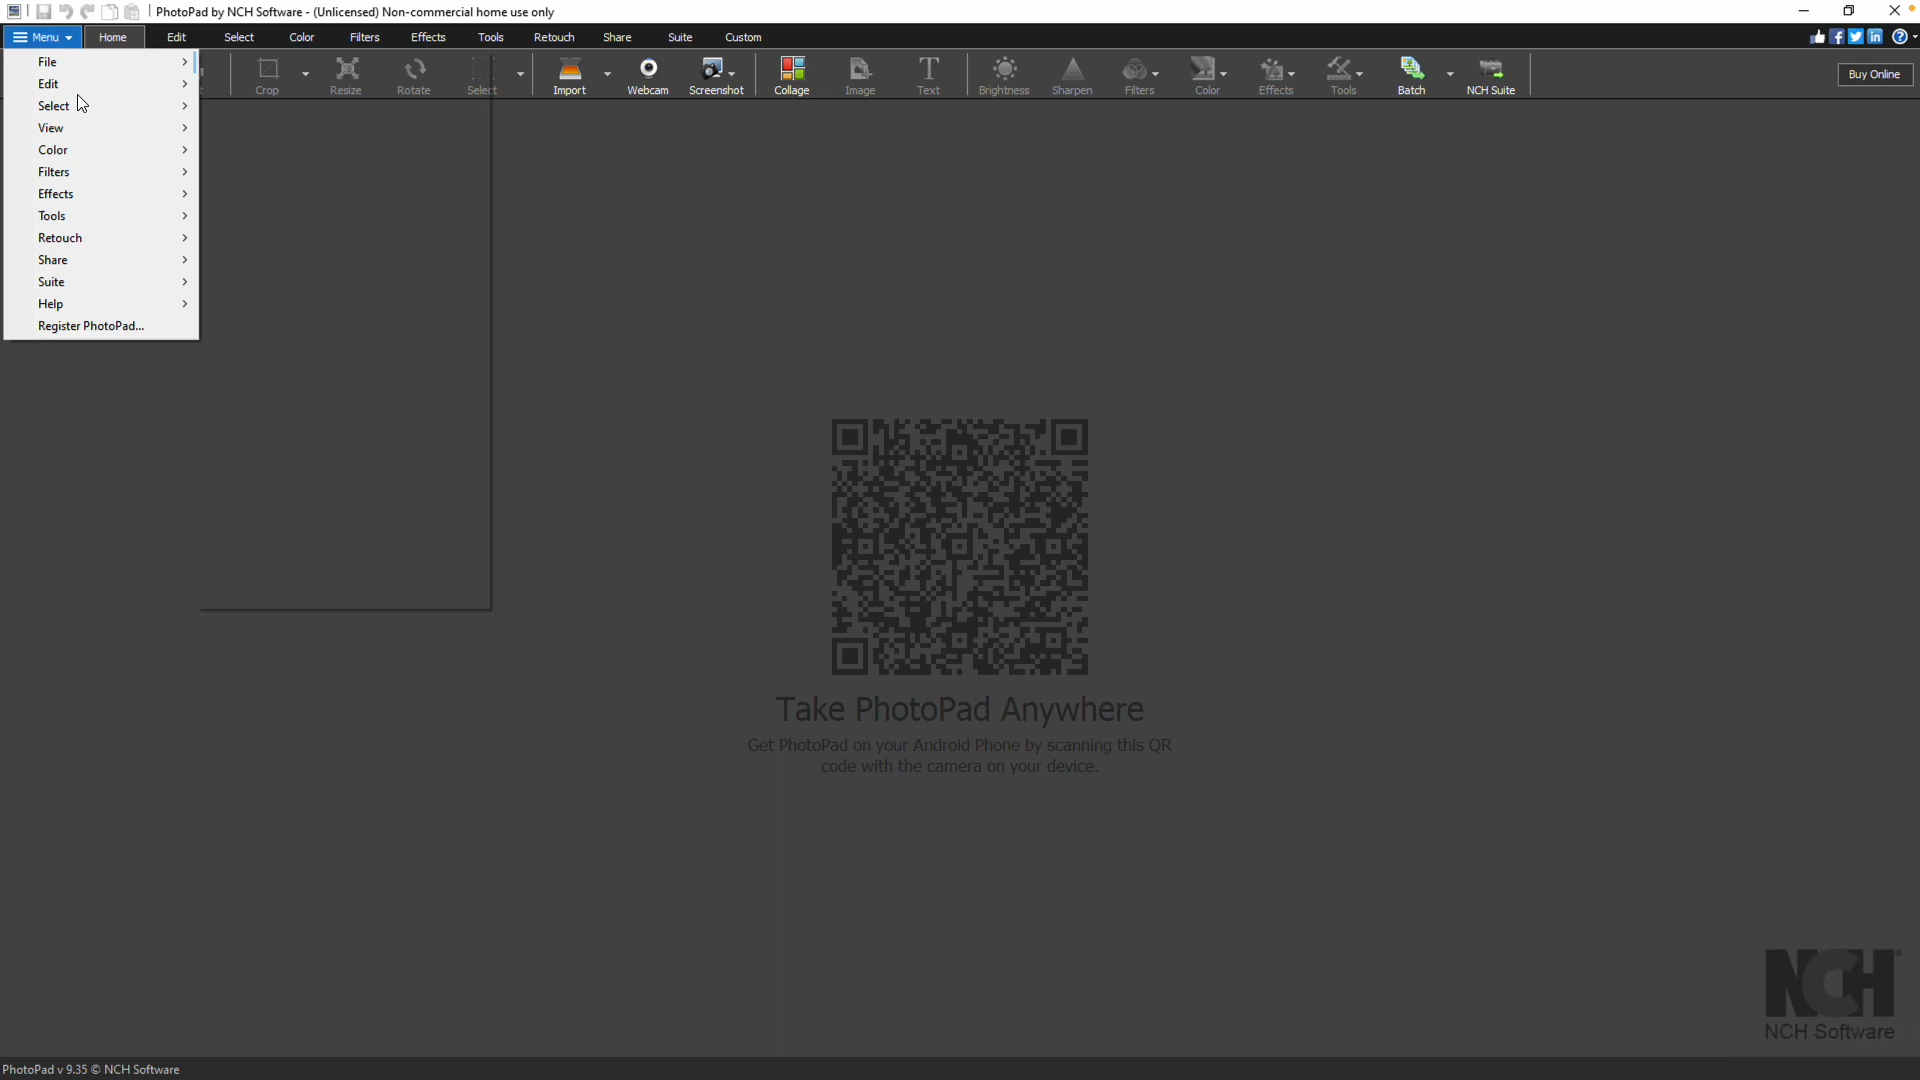 PhotoPad by NCH Software - (Unlicensed) Non-commercial home use only
Menu Home Edit Select Color Filters Effects Tools Retouch Share Suite Custom
Crop Resize Rotate Select Import Webcam Screenshot Collage Image Text Brightness Sharpen Filters Color Effects Tools Batch NCH Suite
Buy Online
File
Edit
Select
View
Color
Filters
Effects
Tools
Retouch
Share
Suite
Help
Register PhotoPad...
Take PhotoPad Anywhere
Get PhotoPad on your Android Phone by scanning this QR
code with the camera on your device.
NCH
NCH Software
PhotoPad v 9.35 © NCH Software